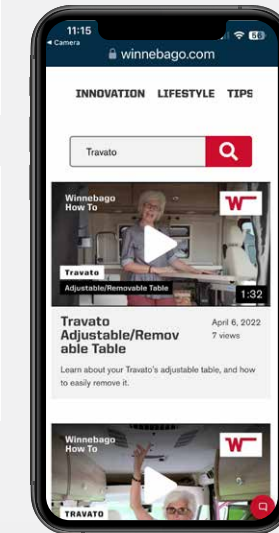 11:15
Camera
56
winnebago.com
INNOVATION LIFESTYLE TIPS
Travato
Winnebago
How To
W
Travato
Adjustable/Removable Table
1:32
Travato
Adjustable/Remov
able Table
April 6, 2022
7 views
Learn about your Travato's adjustable table, and how
to easily remove it.
Winnebago
How To
W
TRAVATO